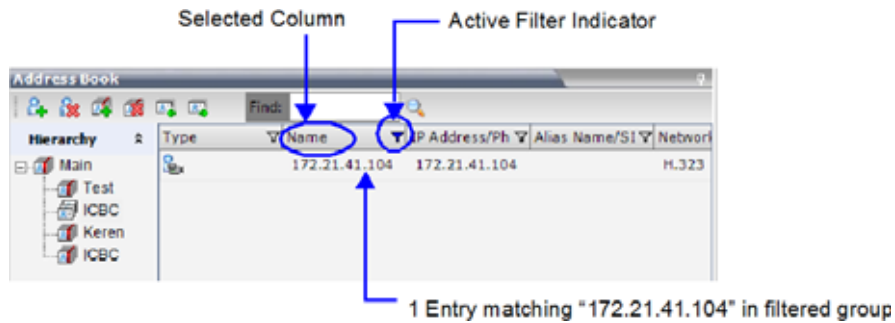 Selected Column Active Filter Indicator
Address Book
Find:
Hierarchy Type Name IP Address/Ph Alias Name/SI Network
Main 172.21.41.104 172.21.41.104 H.323
Test
ICBC
Keren
ICBC
1 Entry matching "172.21.41.104" in filtered group